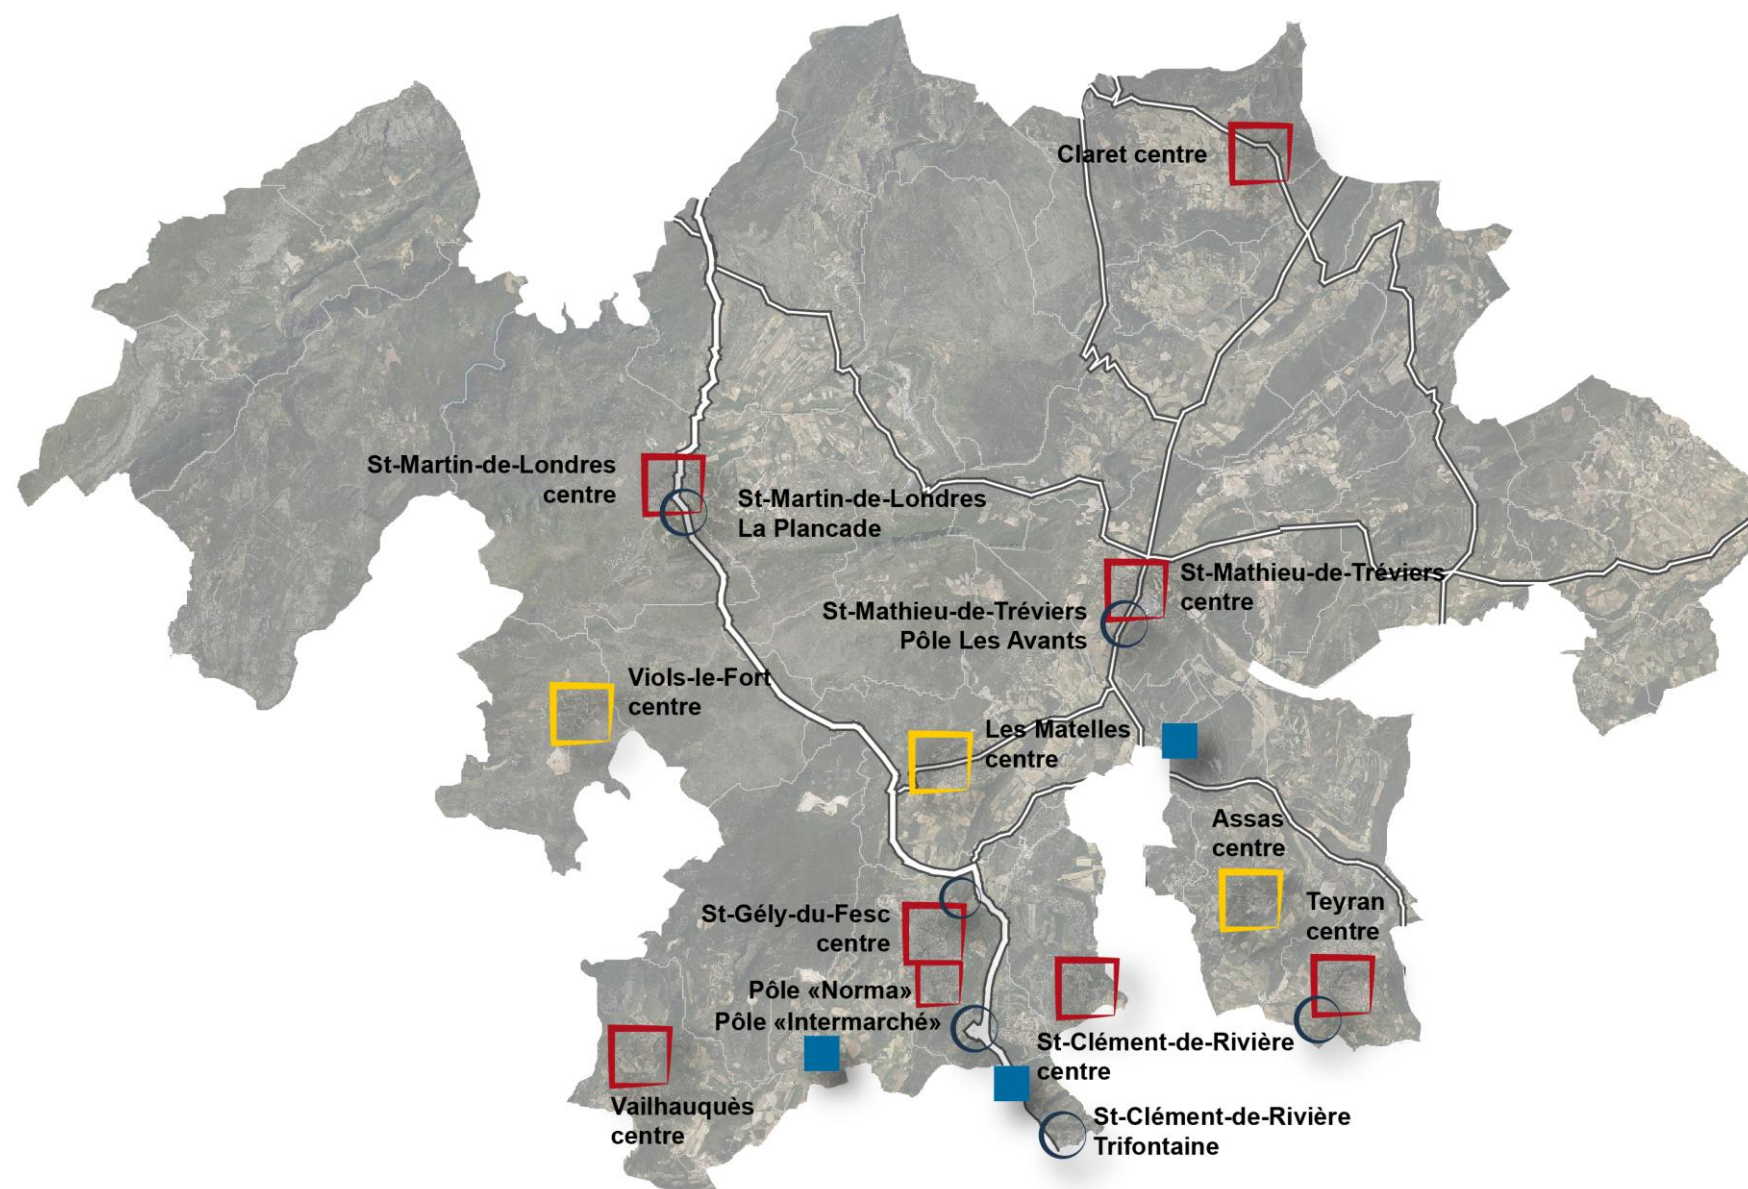 Claret centre
St-Martin-de-Londres
centre
St-Martin-de-Londres
La Plancade
St-Mathieu-de-Tréviers
centre
St-Mathieu-de-Tréviers
Pôle Les Avants
Viols-le-Fort
centre
Les Matelles
centre
Assas
centre
Teyran
centre
St-Gély-du-Fesc
centre
Pôle «Norma»
Pôle «Intermarché»
St-Clément-de-Rivière
centre
Vailhauquès
centre
St-Clément-de-Rivière
Trifontaine